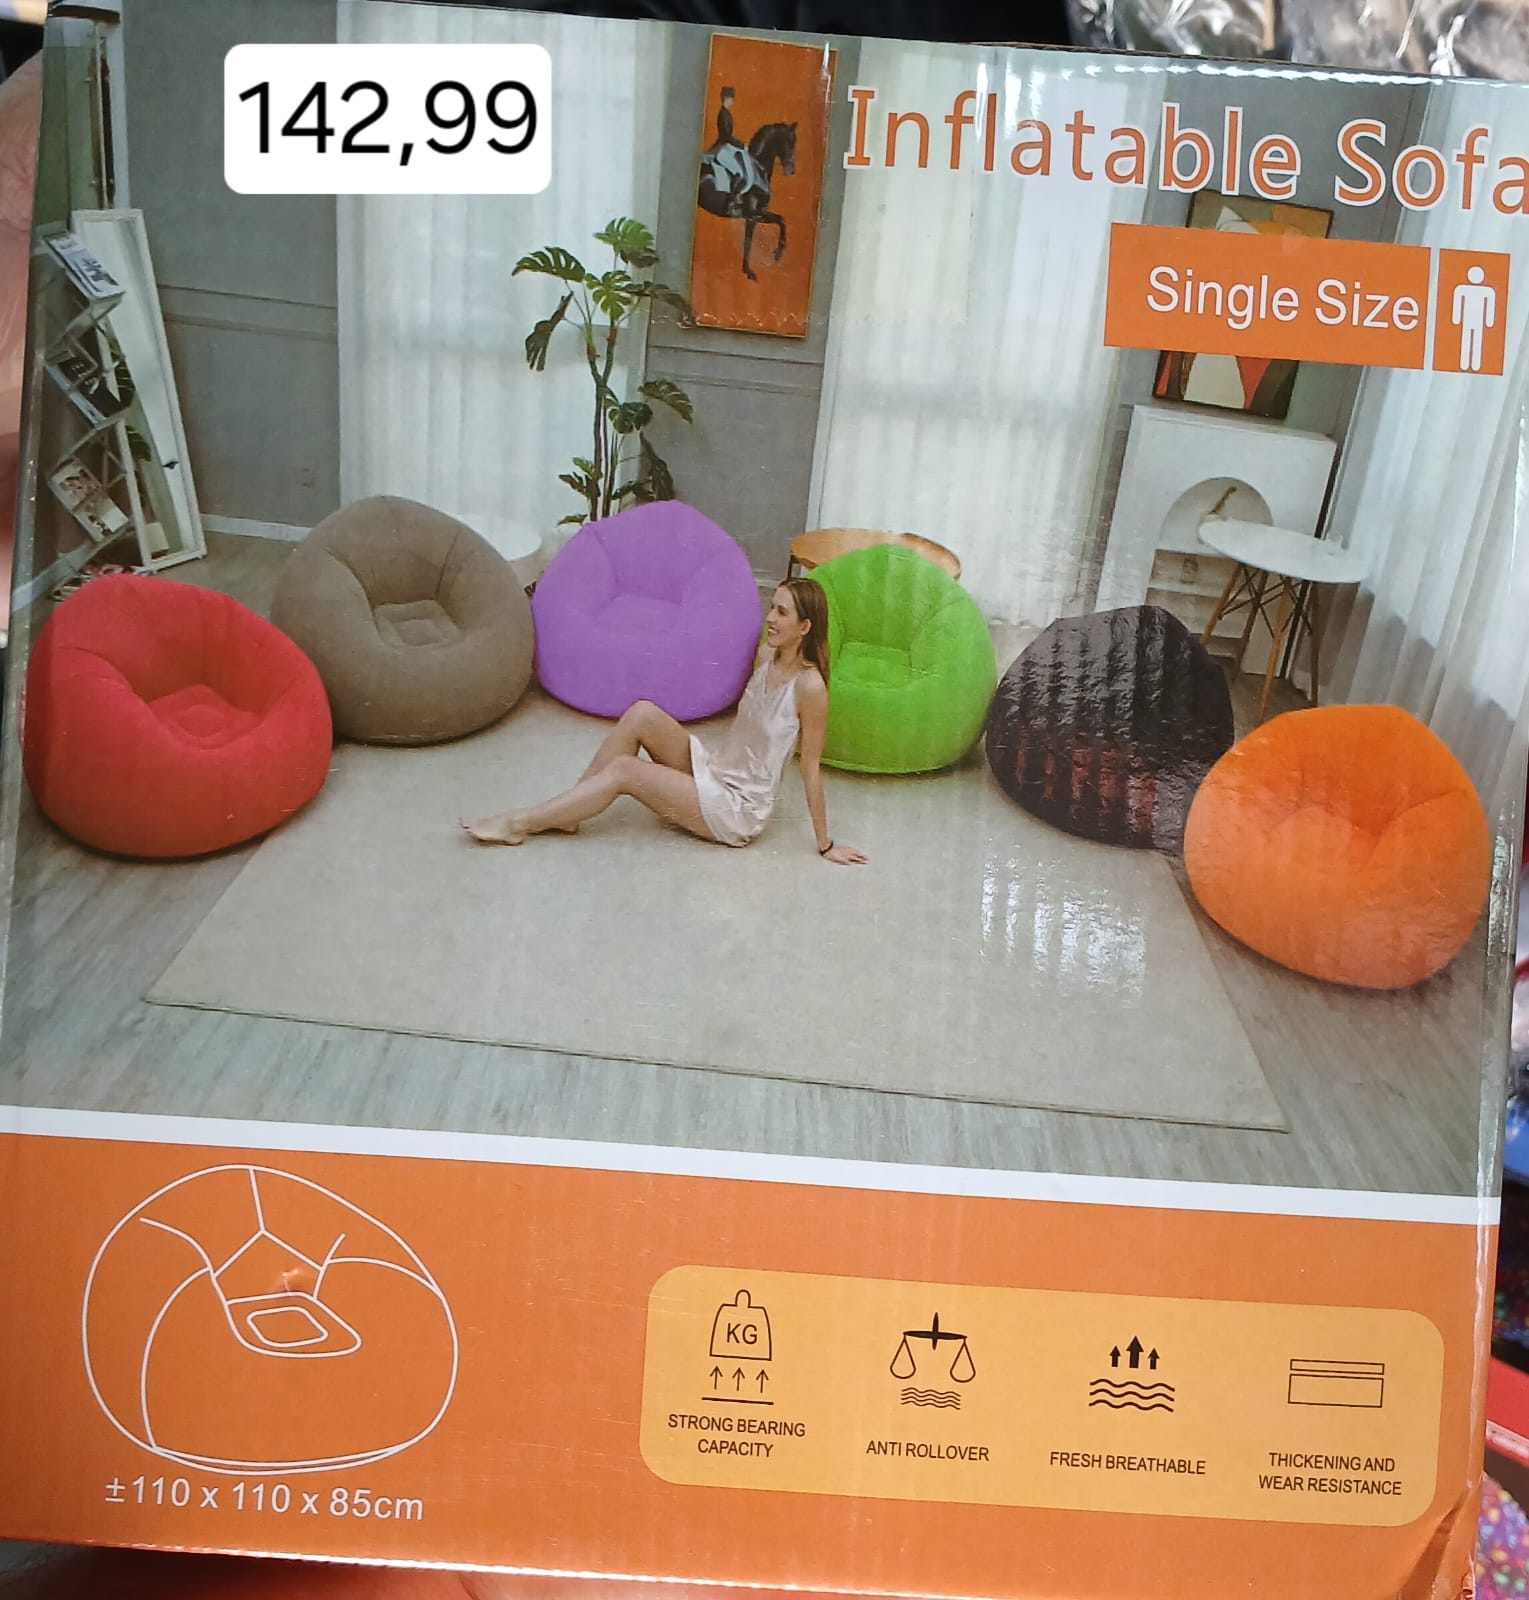 142,99
Inflatable Sofa
Single Size
KG
STRONG BEARING
CAPACITY
ANTI ROLLOVER
FRESH BREATHABLE
THICKENING AND
WEAR RESISTANCE
±110 x 110 x 85cm